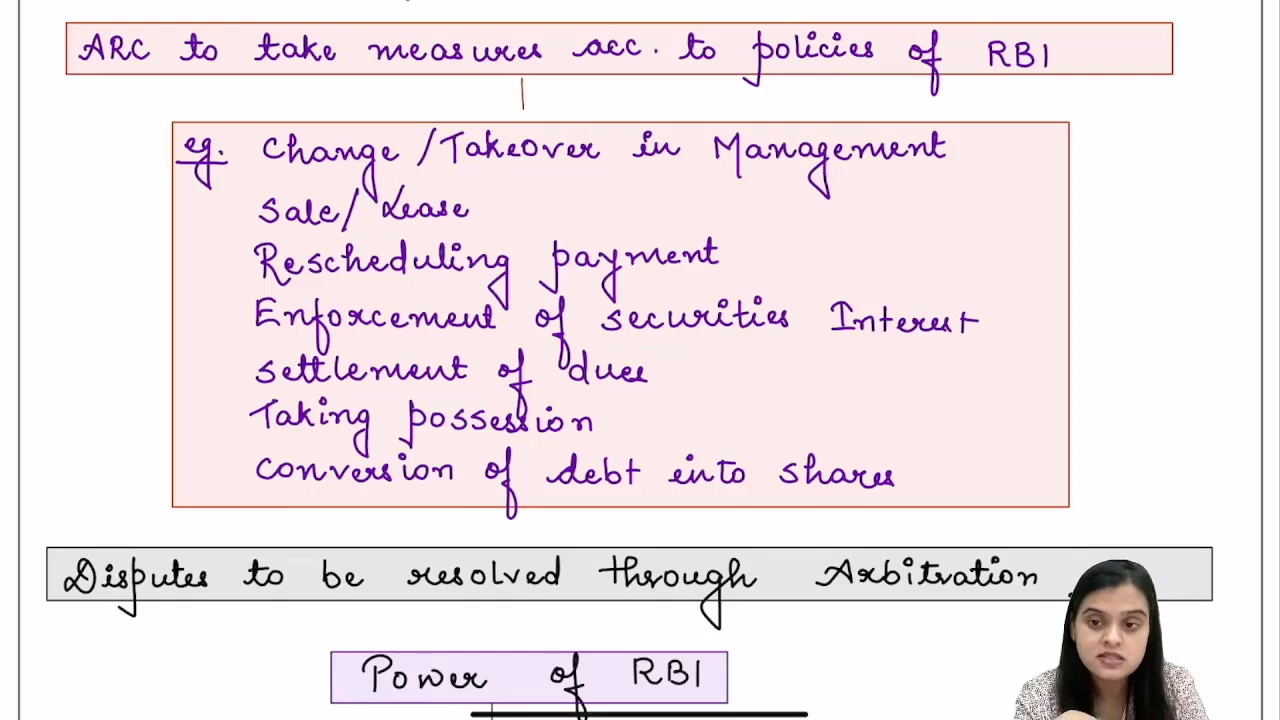 ARC to take measures acc. to policies of RBI
eg. Change / Takeover in Management
Sale / Lease
Rescheduling payment
Enforcement of securities Interest
settlement of dues
Taking possession
conversion of debt into shares
Disputes to be resolved through Arbitration.
Power of RBI